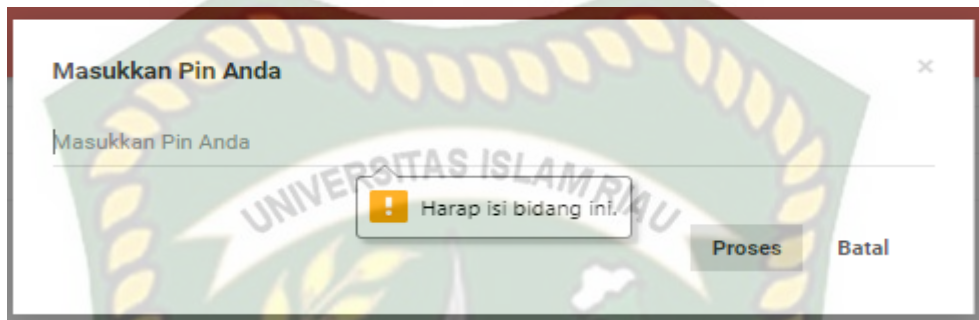 Masukkan Pin Anda
×
Masukkan Pin Anda
UNIVERSITAS ISLAM RIAU
! Harap isi bidang ini.
Proses Batal